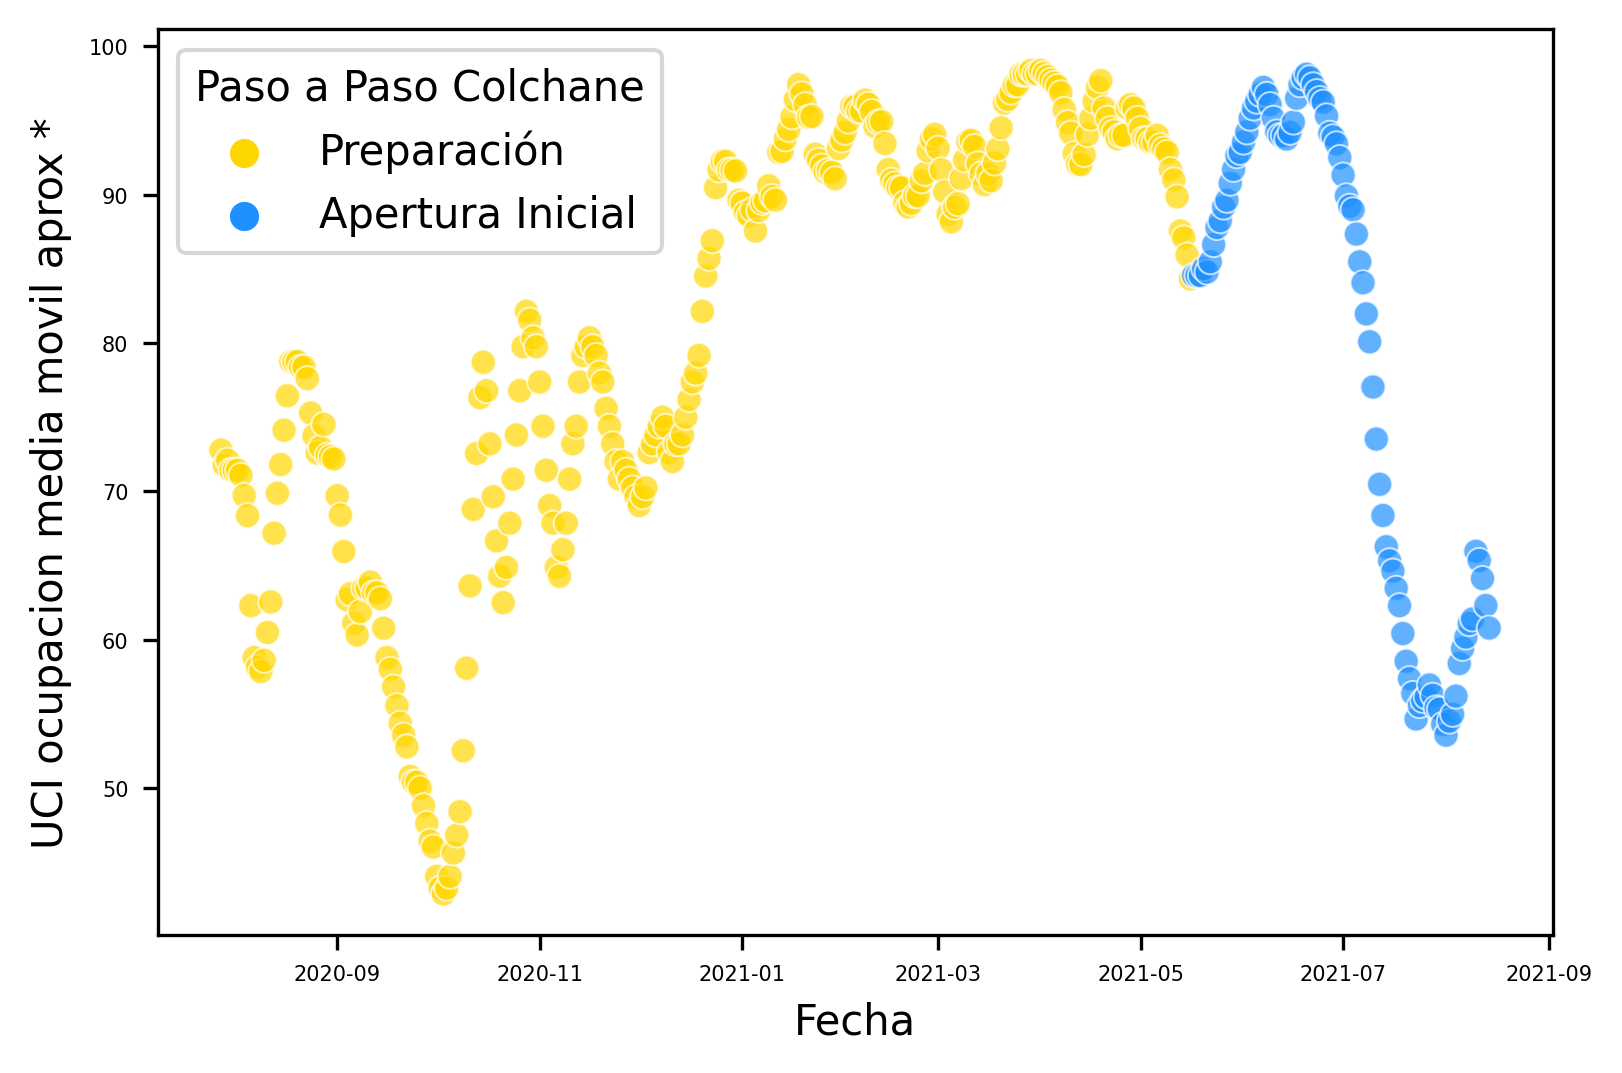 Paso a Paso Colchane
Preparación
Apertura Inicial
UCI ocupacion media movil aprox *
100
90
80
70
60
50
2020-09
2020-11
2021-01
2021-03
2021-05
2021-07
2021-09
Fecha